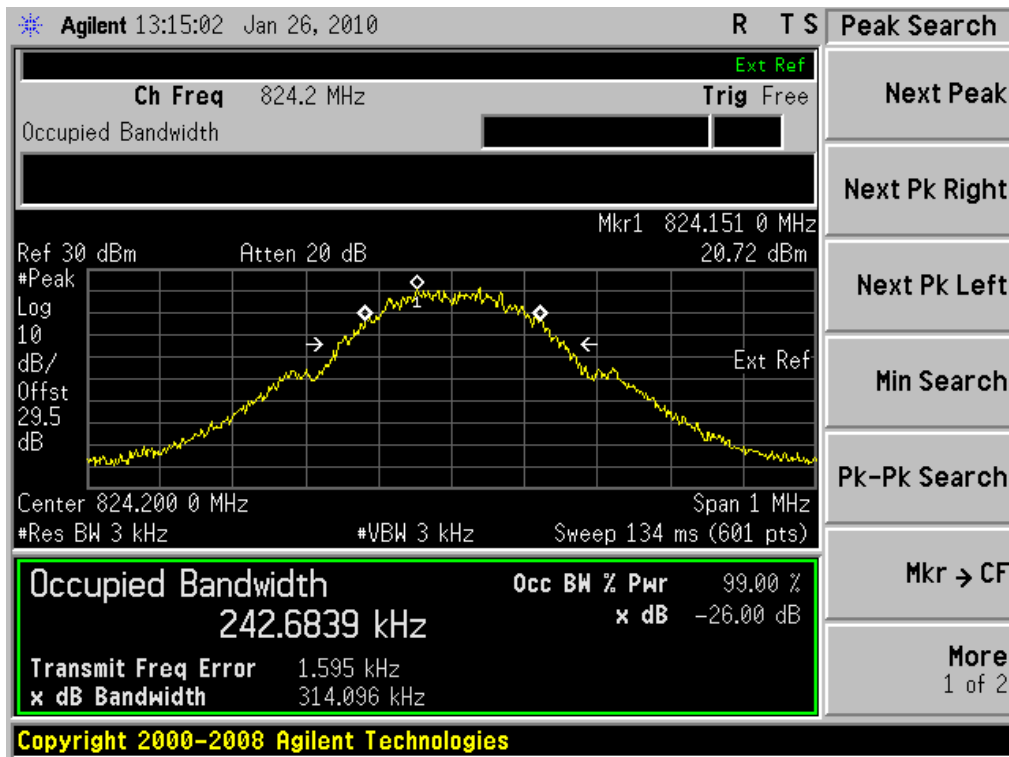 Agilent 13:15:02 Jan 26, 2010 R T S
Peak Search
Ext Ref
Ch Freq 824.2 MHz Trig Free
Occupied Bandwidth
Mkr1 824.151 0 MHz
Ref 30 dBm Atten 20 dB 20.72 dBm
#Peak
Log
10
dB/
Offst
29.5
dB
1
Ext Ref
Center 824.200 0 MHz Span 1 MHz
#Res BW 3 kHz #VBW 3 kHz Sweep 134 ms (601 pts)
Occupied Bandwidth
242.6839 kHz
Occ BW % Pwr 99.00 %
x dB -26.00 dB
Transmit Freq Error 1.595 kHz
x dB Bandwidth 314.096 kHz
Next Peak
Next Pk Right
Next Pk Left
Min Search
Pk-Pk Search
Mkr → CF
More
1 of 2
Copyright 2000-2008 Agilent Technologies